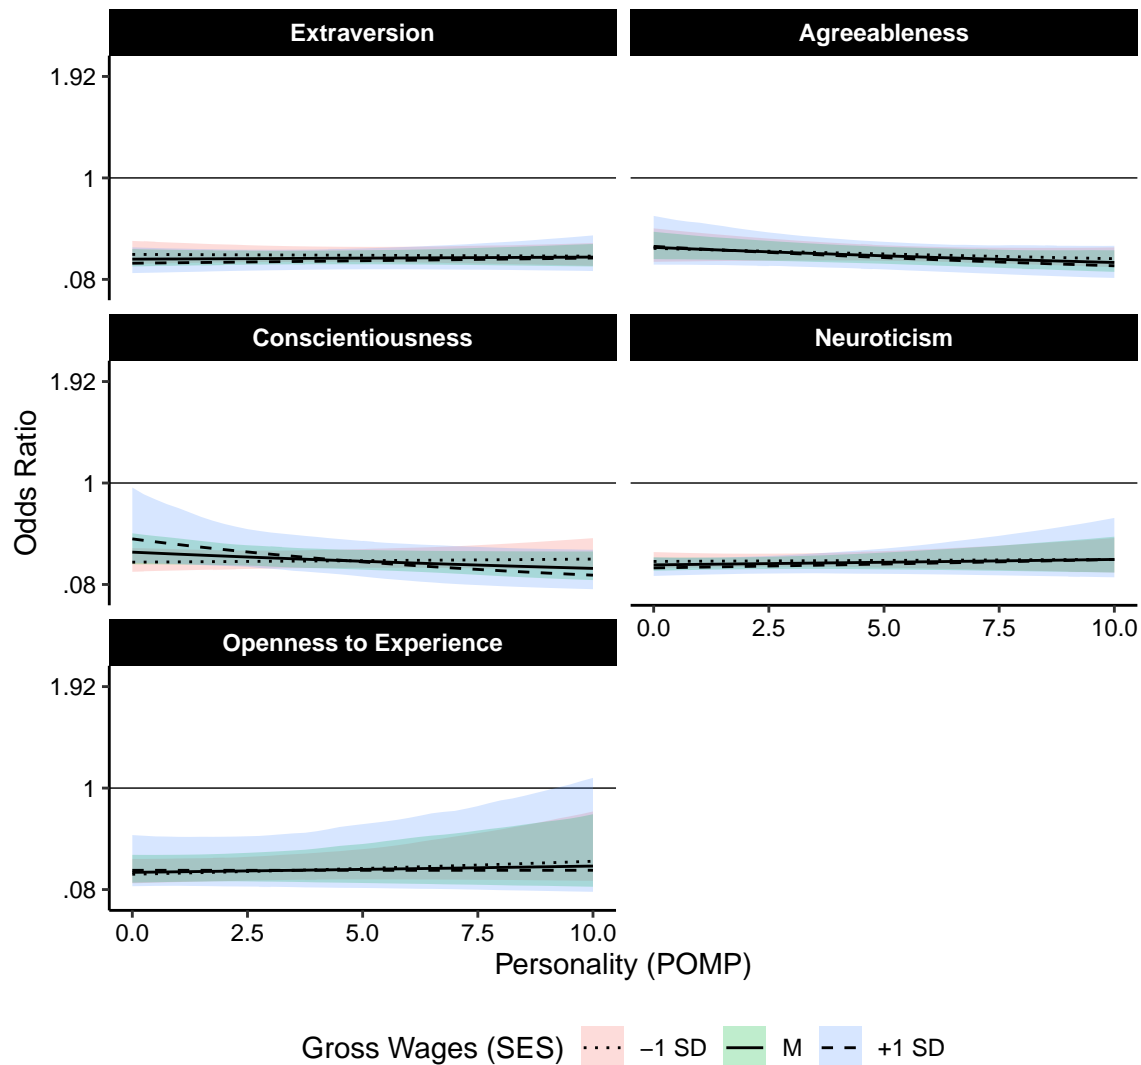 Extraversion
Agreeableness
1.92
1
.08
Conscientiousness
Neuroticism
1.92
1
.08
0.0 2.5 5.0 7.5 10.0
Openness to Experience
1.92
1
.08
0.0 2.5 5.0 7.5 10.0
Odds Ratio
Personality (POMP)
Gross Wages (SES) −1 SD M +1 SD